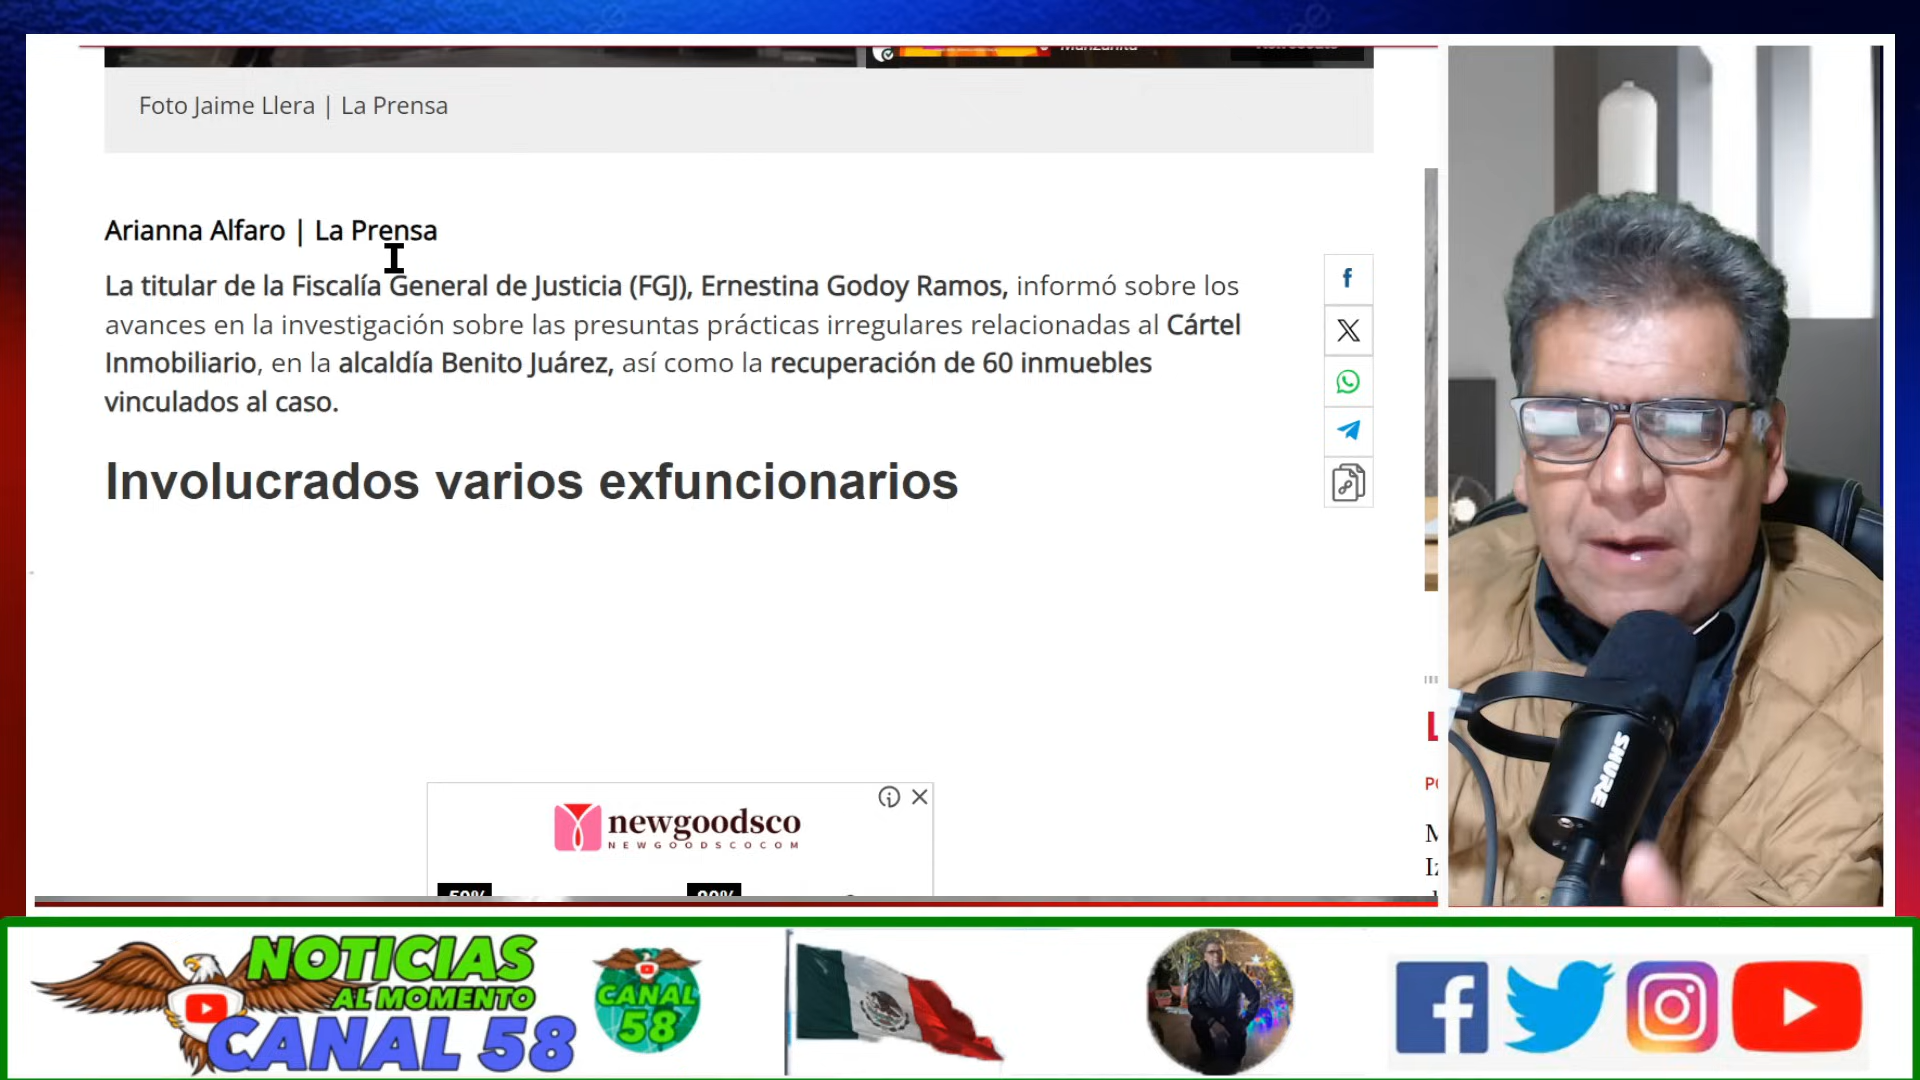 Foto Jaime Llera | La Prensa
Arianna Alfaro | La Prensa
La titular de la Fiscalía General de Justicia (FGJ), Ernestina Godoy Ramos, informó sobre los
avances en la investigación sobre las presuntas prácticas irregulares relacionadas al Cártel
Inmobiliario, en la alcaldía Benito Juárez, así como la recuperación de 60 inmuebles
vinculados al caso.
Involucrados varios exfuncionarios
newgoodsco
NEWGOODSCOCOM
SHURE
NOTICIAS
AL MOMENTO
CANAL 58
CANAL
58